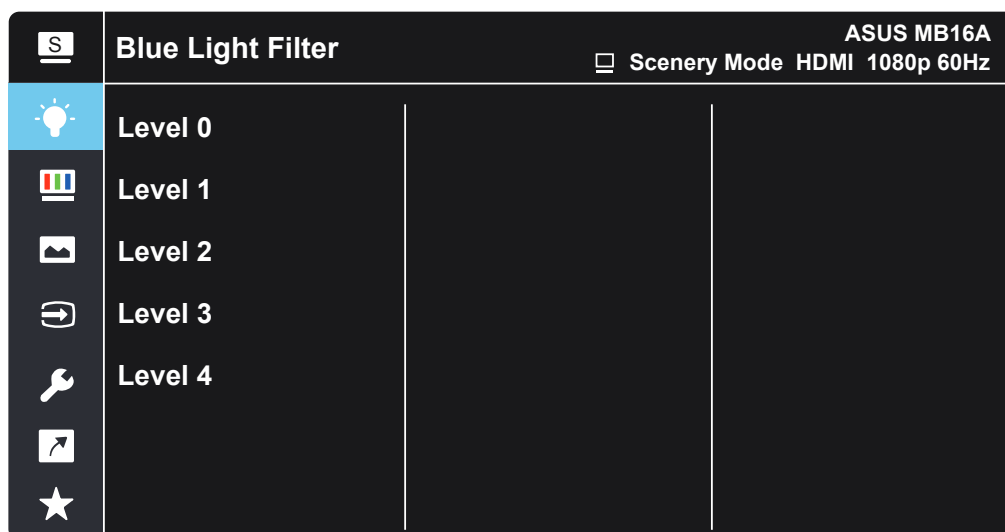 S
Blue Light Filter
ASUS MB16A
Scenery Mode HDMI 1080p 60Hz
Level 0
Level 1
Level 2
Level 3
Level 4